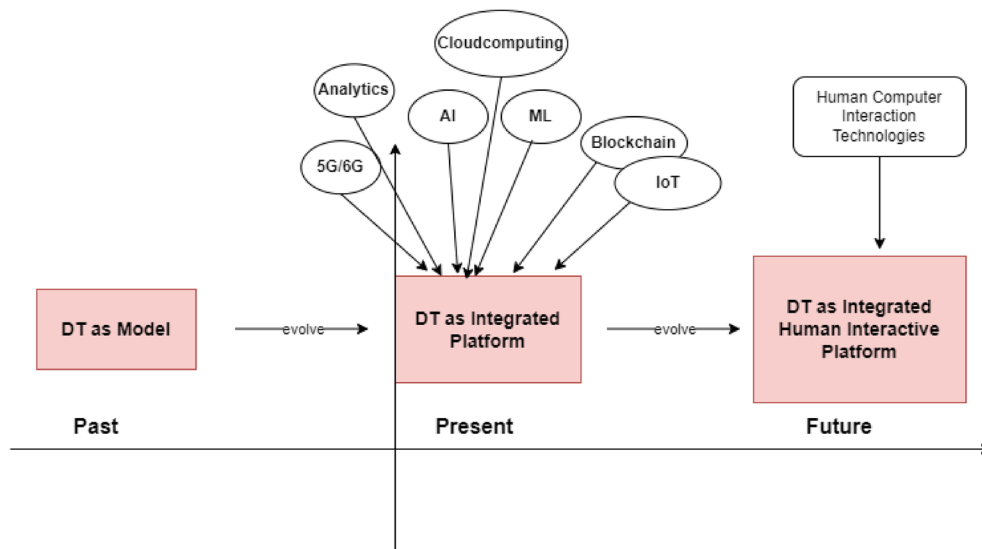 Cloudcomputing
Analytics
AI
ML
Blockchain
5G/6G
IoT
Human Computer
Interaction
Technologies
DT as Model
evolve
DT as Integrated
Platform
evolve
DT as Integrated
Human Interactive
Platform
Past
Present
Future